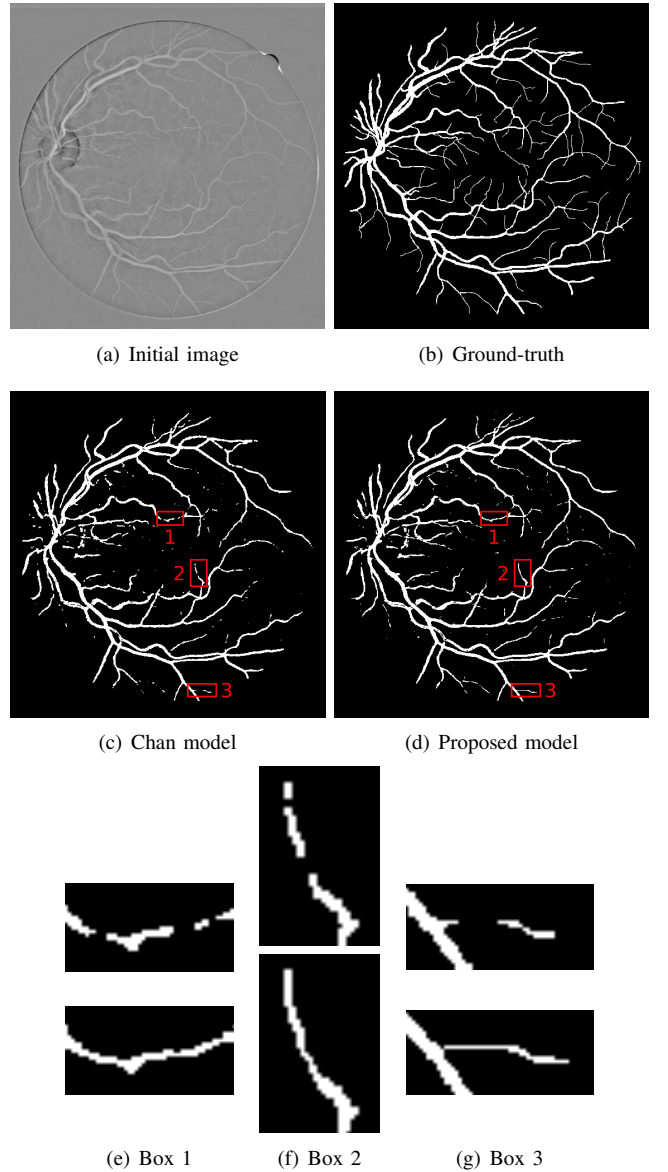 (a) Initial image
(b) Ground-truth
1
2
3
1
2
3
(c) Chan model
(d) Proposed model
(e) Box 1
(f) Box 2
(g) Box 3